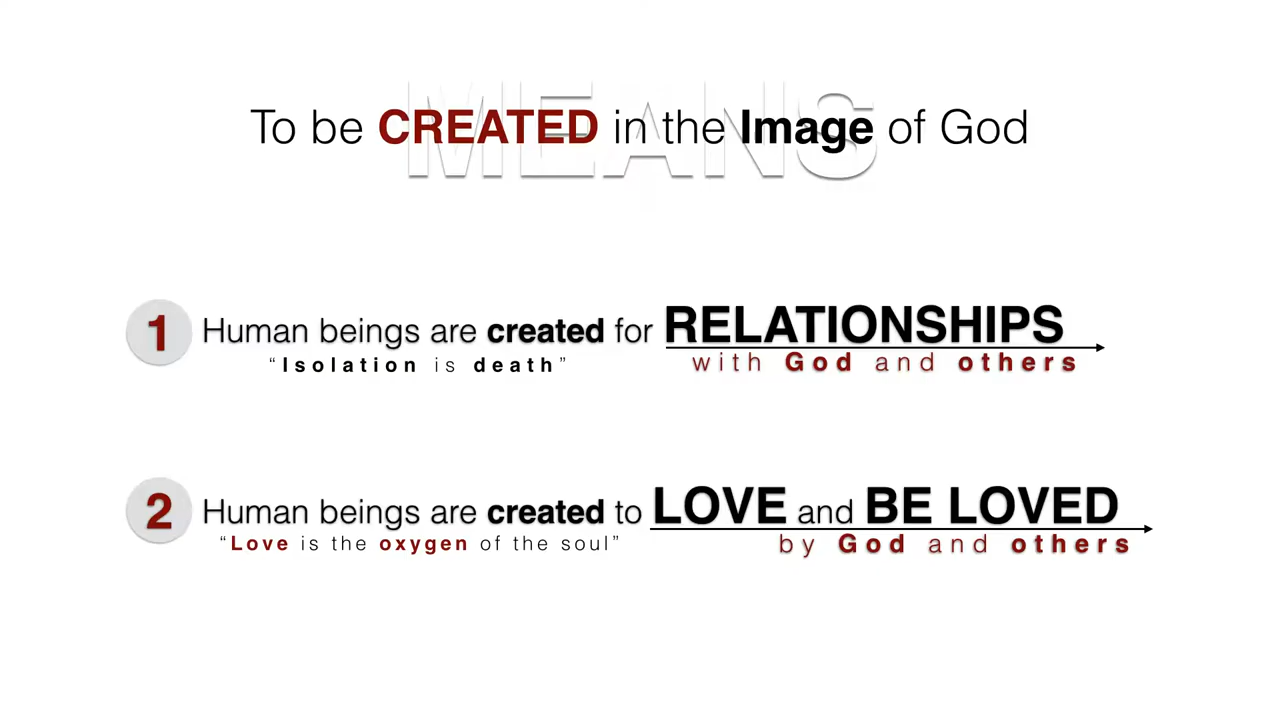 To be CREATED in the Image of God
MEANS
1 Human beings are created for RELATIONSHIPS
"Isolation is death" with God and others
2 Human beings are created to LOVE and BE LOVED
"Love is the oxygen of the soul" by God and others